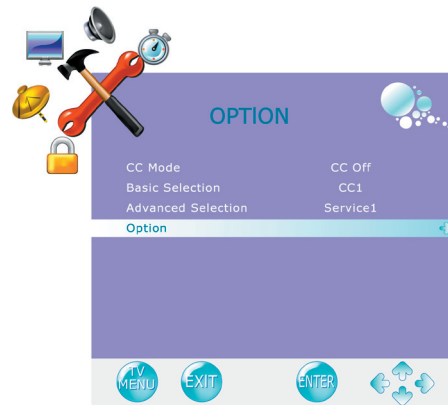 OPTION
CC Mode CC Off
Basic Selection CC1
Advanced Selection Service1
Option
TV MENU EXIT ENTER